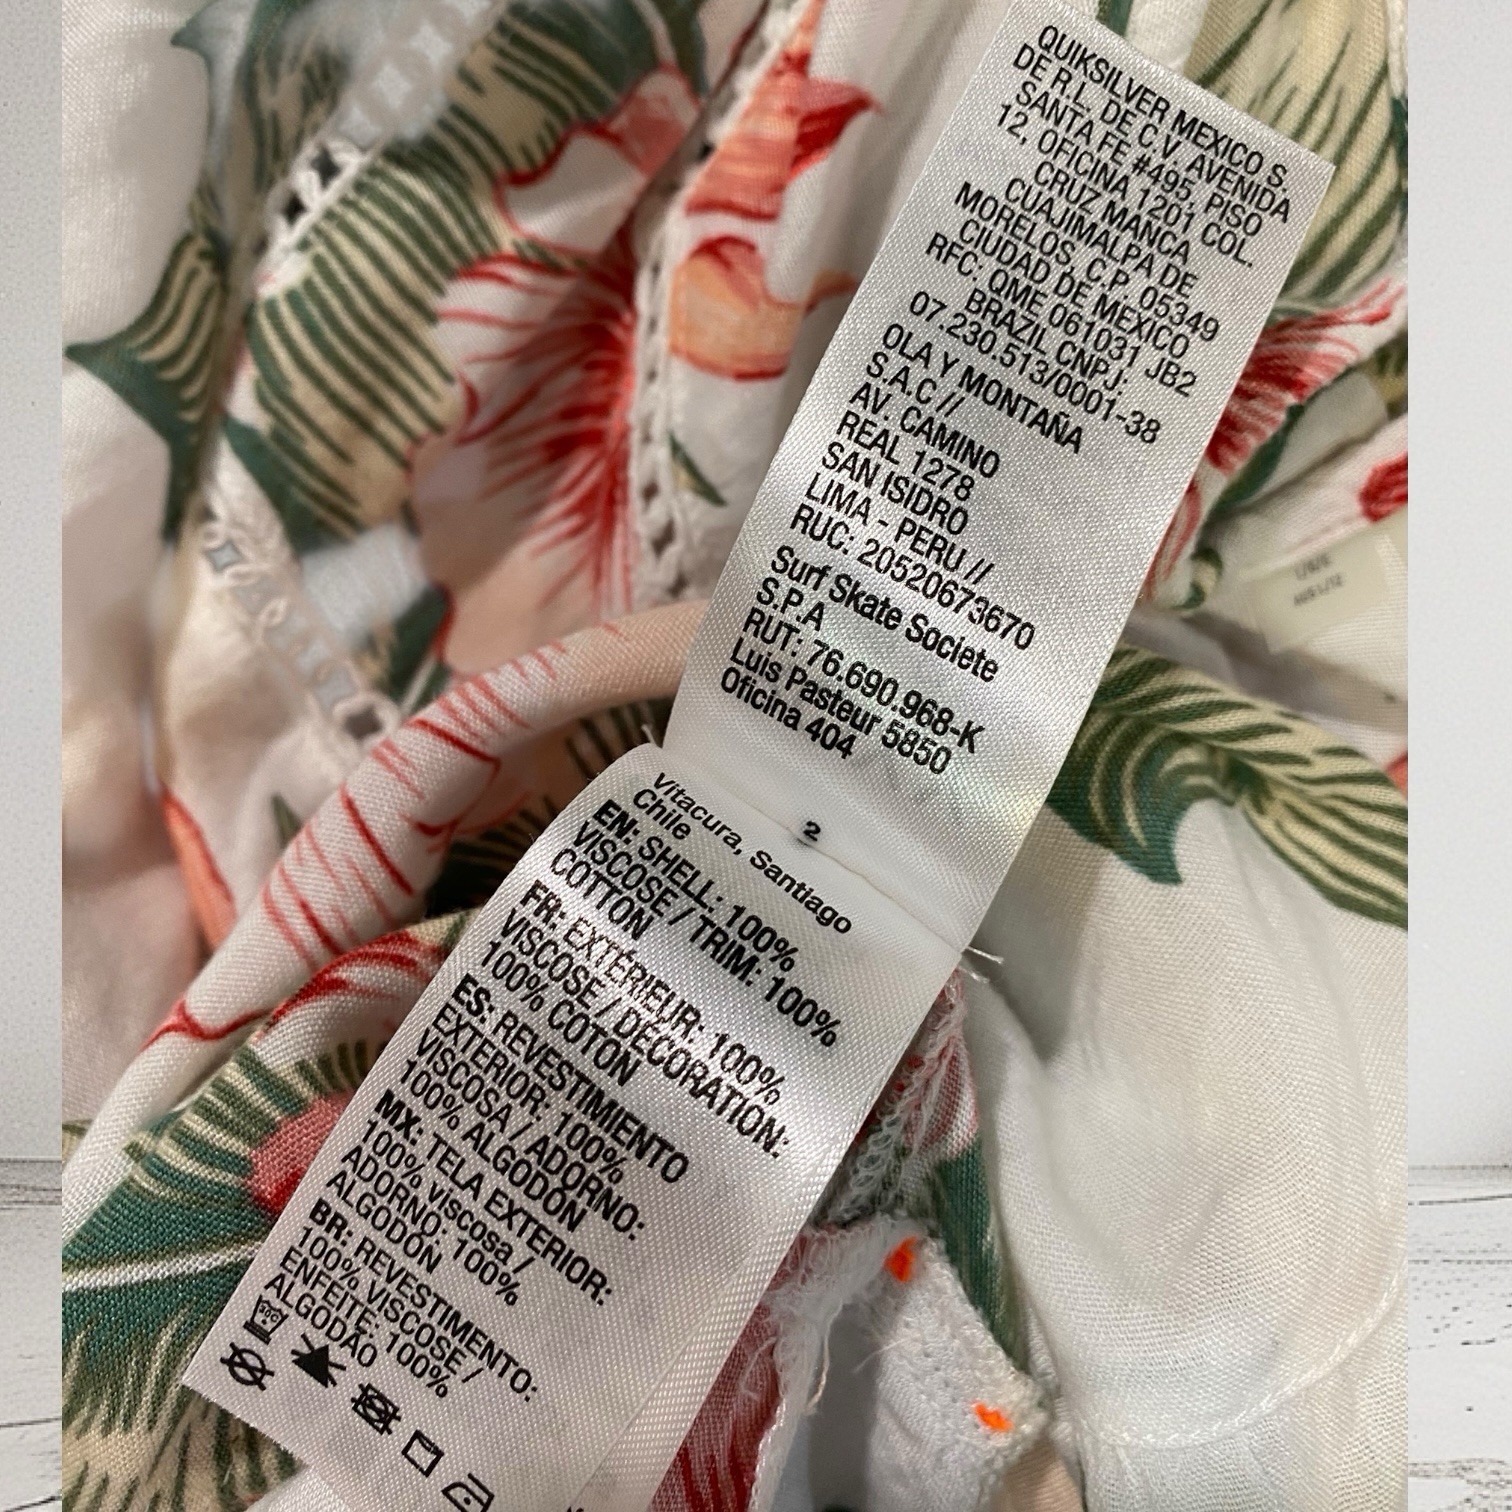 QUIKSILVER MEXICO S.
DE R.L. DE C.V. AVENIDA
SANTA FE #495, PISO
12, OFICINA 1201 COL.
CRUZ MANCA
CUAJIMALPA DE
MORELOS, C.P. 05349
CIUDAD DE MEXICO
RFC: QME 061031 JB2
BRAZIL CNPJ:
07.230.513/0001-38
OLA Y MONTAÑA
S.A.C //
AV. CAMINO
REAL 1278
SAN ISIDRO
LIMA - PERU //
RUC: 20520673670
Surf Skate Societe
S.P.A
RUT: 76.690.968-K
Luis Pasteur 5850
Oficina 404
2
Vitacura, Santiago
Chile
EN: SHELL: 100%
VISCOSE / TRIM: 100%
COTTON
FR: EXTÉRIEUR: 100%
VISCOSE / DÉCORATION:
100% COTON
ES: REVESTIMIENTO
EXTERIOR: 100%
VISCOSA / ADORNO:
100% ALGODÓN
MX: TELA EXTERIOR:
100% viscosa /
ADORNO: 100%
ALGODÓN
BR: REVESTIMENTO:
100% VISCOSE /
ENFEITE: 100%
ALGODÃO